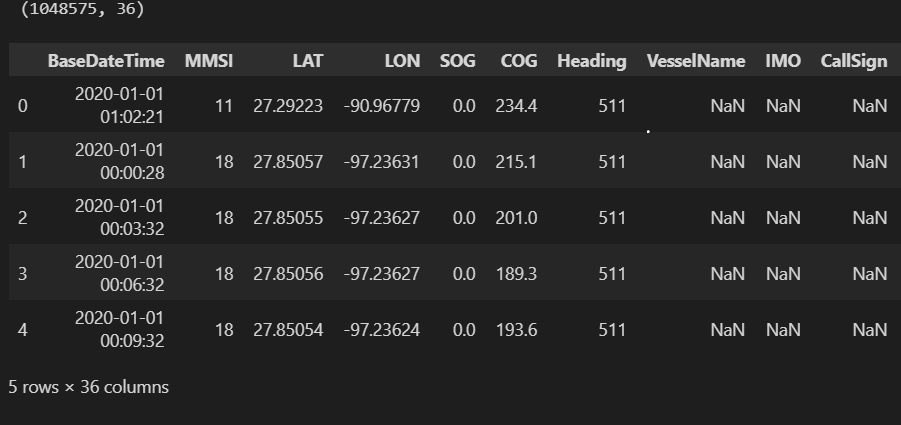 (1048575, 36)
BaseDateTime MMSI LAT LON SOG COG Heading VesselName IMO CallSign
0 2020-01-01 01:02:21 11 27.29223 -90.96779 0.0 234.4 511 NaN NaN NaN
1 2020-01-01 00:00:28 18 27.85057 -97.23631 0.0 215.1 511 NaN NaN NaN
2 2020-01-01 00:03:32 18 27.85055 -97.23627 0.0 201.0 511 NaN NaN NaN
3 2020-01-01 00:06:32 18 27.85056 -97.23627 0.0 189.3 511 NaN NaN NaN
4 2020-01-01 00:09:32 18 27.85054 -97.23624 0.0 193.6 511 NaN NaN NaN
5 rows × 36 columns